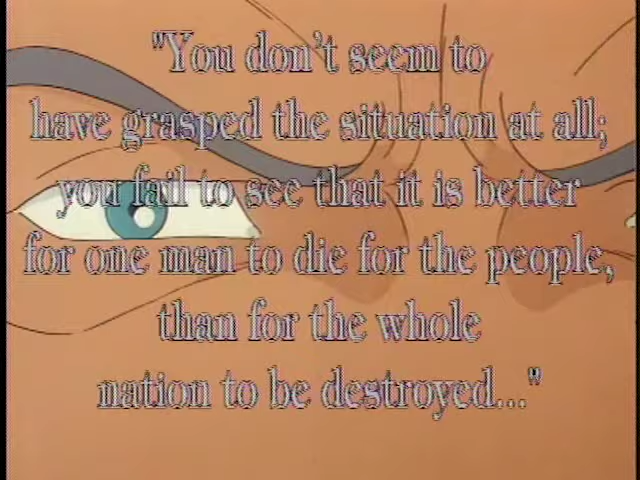 "You don't seem to
have grasped the situation at all;
you fail to see that it is better
for one man to die for the people,
than for the whole
nation to be destroyed..."